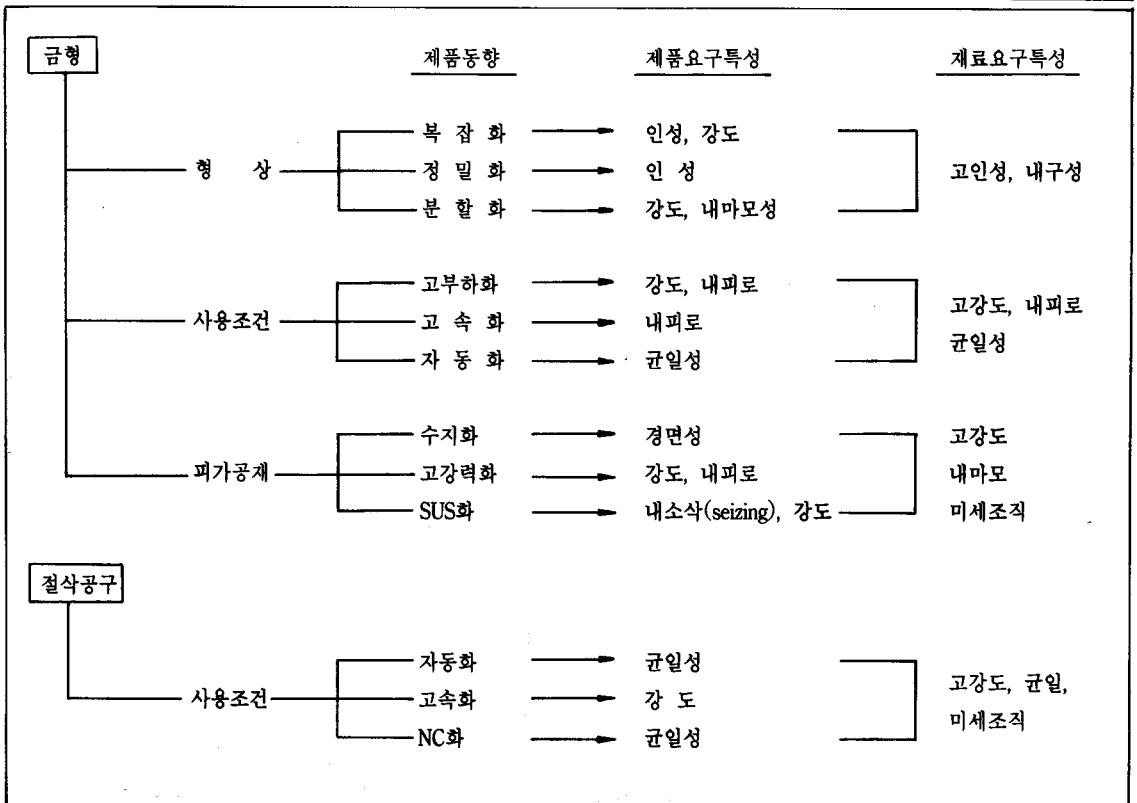 금형
제품동향 제품요구특성 재료요구특성
복 잡 화 인성, 강도
형 상 정 밀 화 인 성 고인성, 내구성
분 할 화 강도, 내마모성
고부하화 강도, 내피로
사용조건 고 속 화 내피로 고강도, 내피로
균일성
자 동 화 균일성
수지화 경면성 고강도
피가공재 고강력화 강도, 내피로 내마모
SUS화 내소삭(seizing), 강도 미세조직
절삭공구
자동화 균일성
사용조건 고속화 강 도 고강도, 균일,
미세조직
NC화 균일성